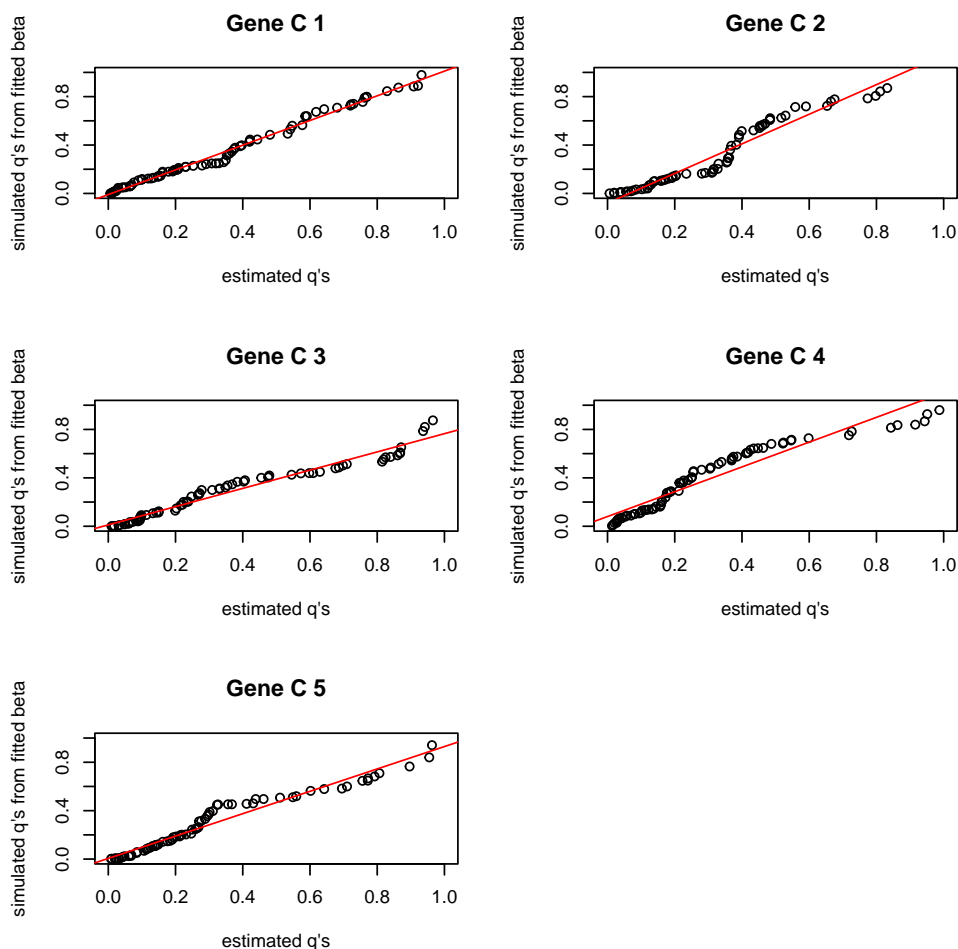 Gene C 1
simulated q's from fitted beta
0.8
0.4
0.0
0.0 0.2 0.4 0.6 0.8 1.0
estimated q's
Gene C 2
simulated q's from fitted beta
0.8
0.4
0.0
0.0 0.2 0.4 0.6 0.8 1.0
estimated q's
Gene C 3
simulated q's from fitted beta
0.8
0.4
0.0
0.0 0.2 0.4 0.6 0.8 1.0
estimated q's
Gene C 4
simulated q's from fitted beta
0.8
0.4
0.0
0.0 0.2 0.4 0.6 0.8 1.0
estimated q's
Gene C 5
simulated q's from fitted beta
0.8
0.4
0.0
0.0 0.2 0.4 0.6 0.8 1.0
estimated q's